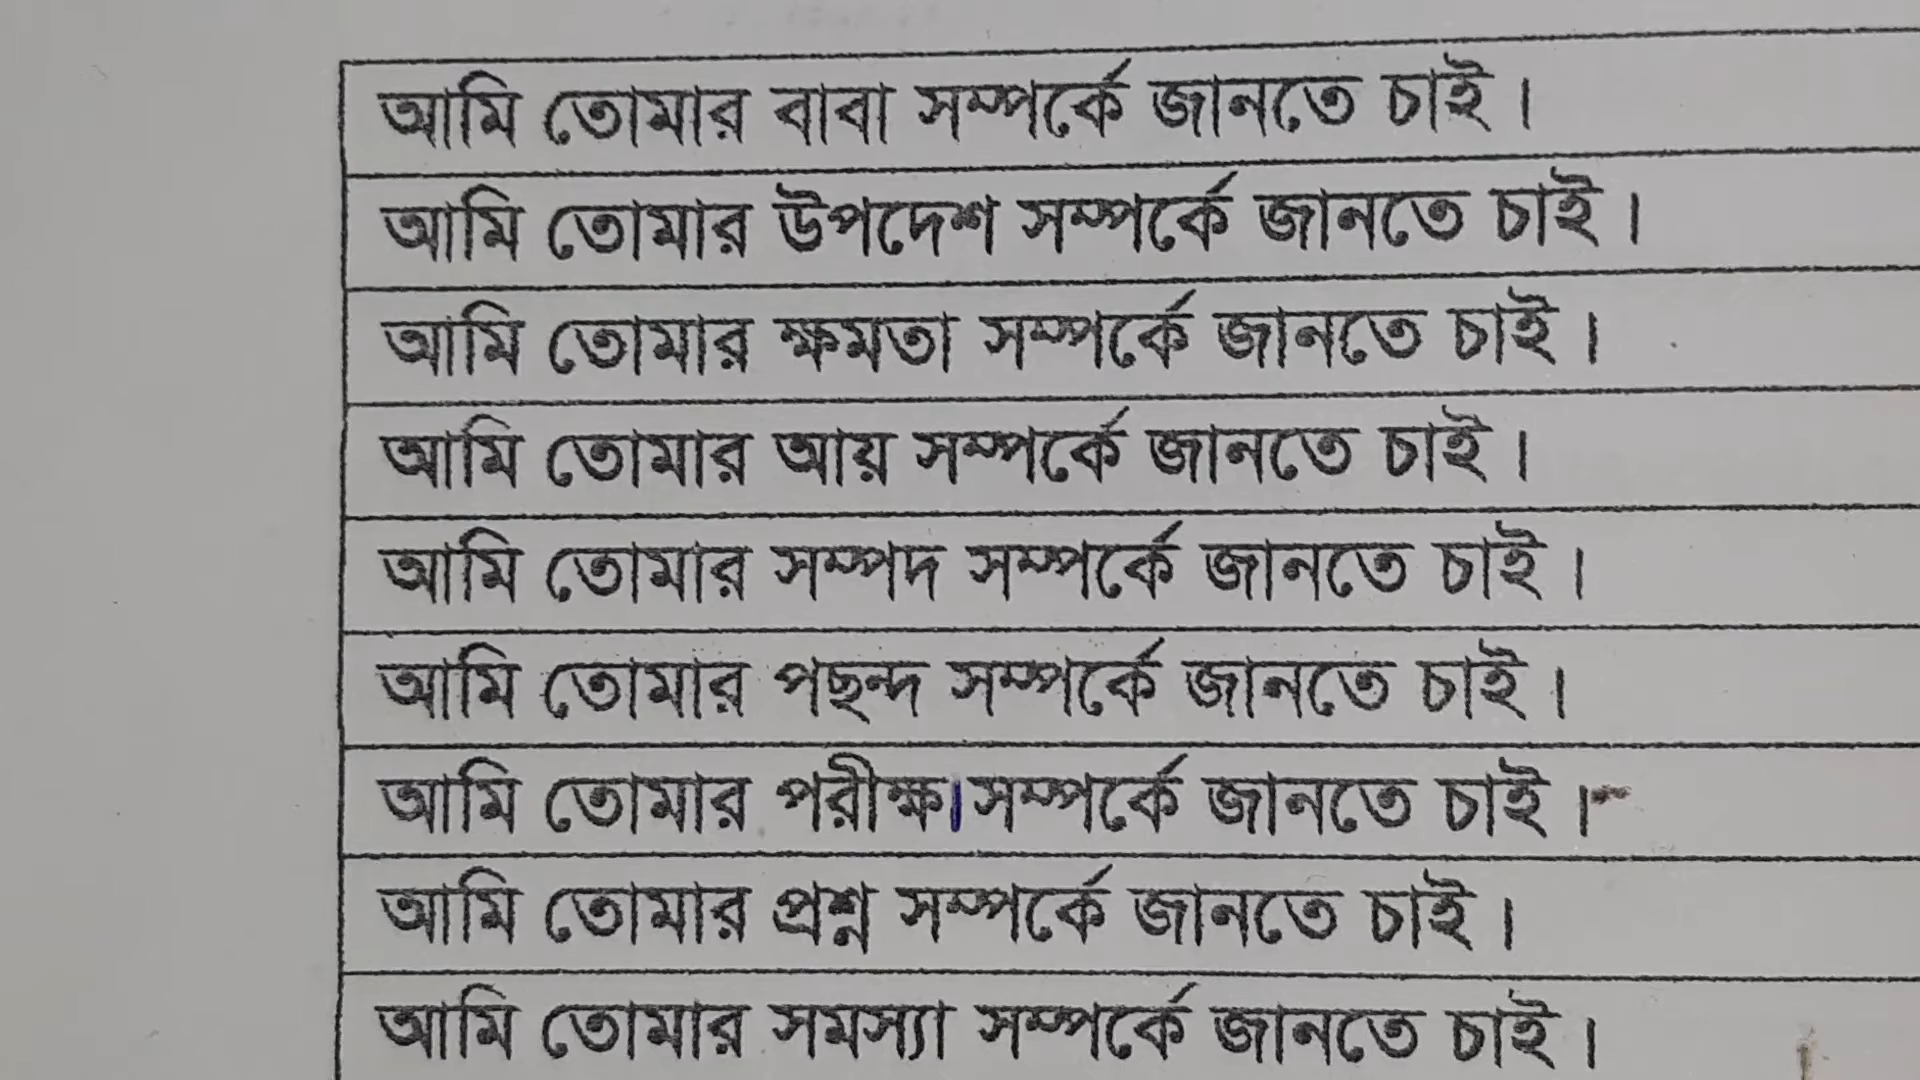 আমি তোমার বাবা সম্পর্কে জানতে চাই।
আমি তোমার উপদেশ সম্পর্কে জানতে চাই।
আমি তোমার ক্ষমতা সম্পর্কে জানতে চাই।
আমি তোমার আয় সম্পর্কে জানতে চাই।
আমি তোমার সম্পদ সম্পর্কে জানতে চাই।
আমি তোমার পছন্দ সম্পর্কে জানতে চাই।
আমি তোমার পরীক্ষা সম্পর্কে জানতে চাই।
আমি তোমার প্রশ্ন সম্পর্কে জানতে চাই।
আমি তোমার সমস্যা সম্পর্কে জানতে চাই।